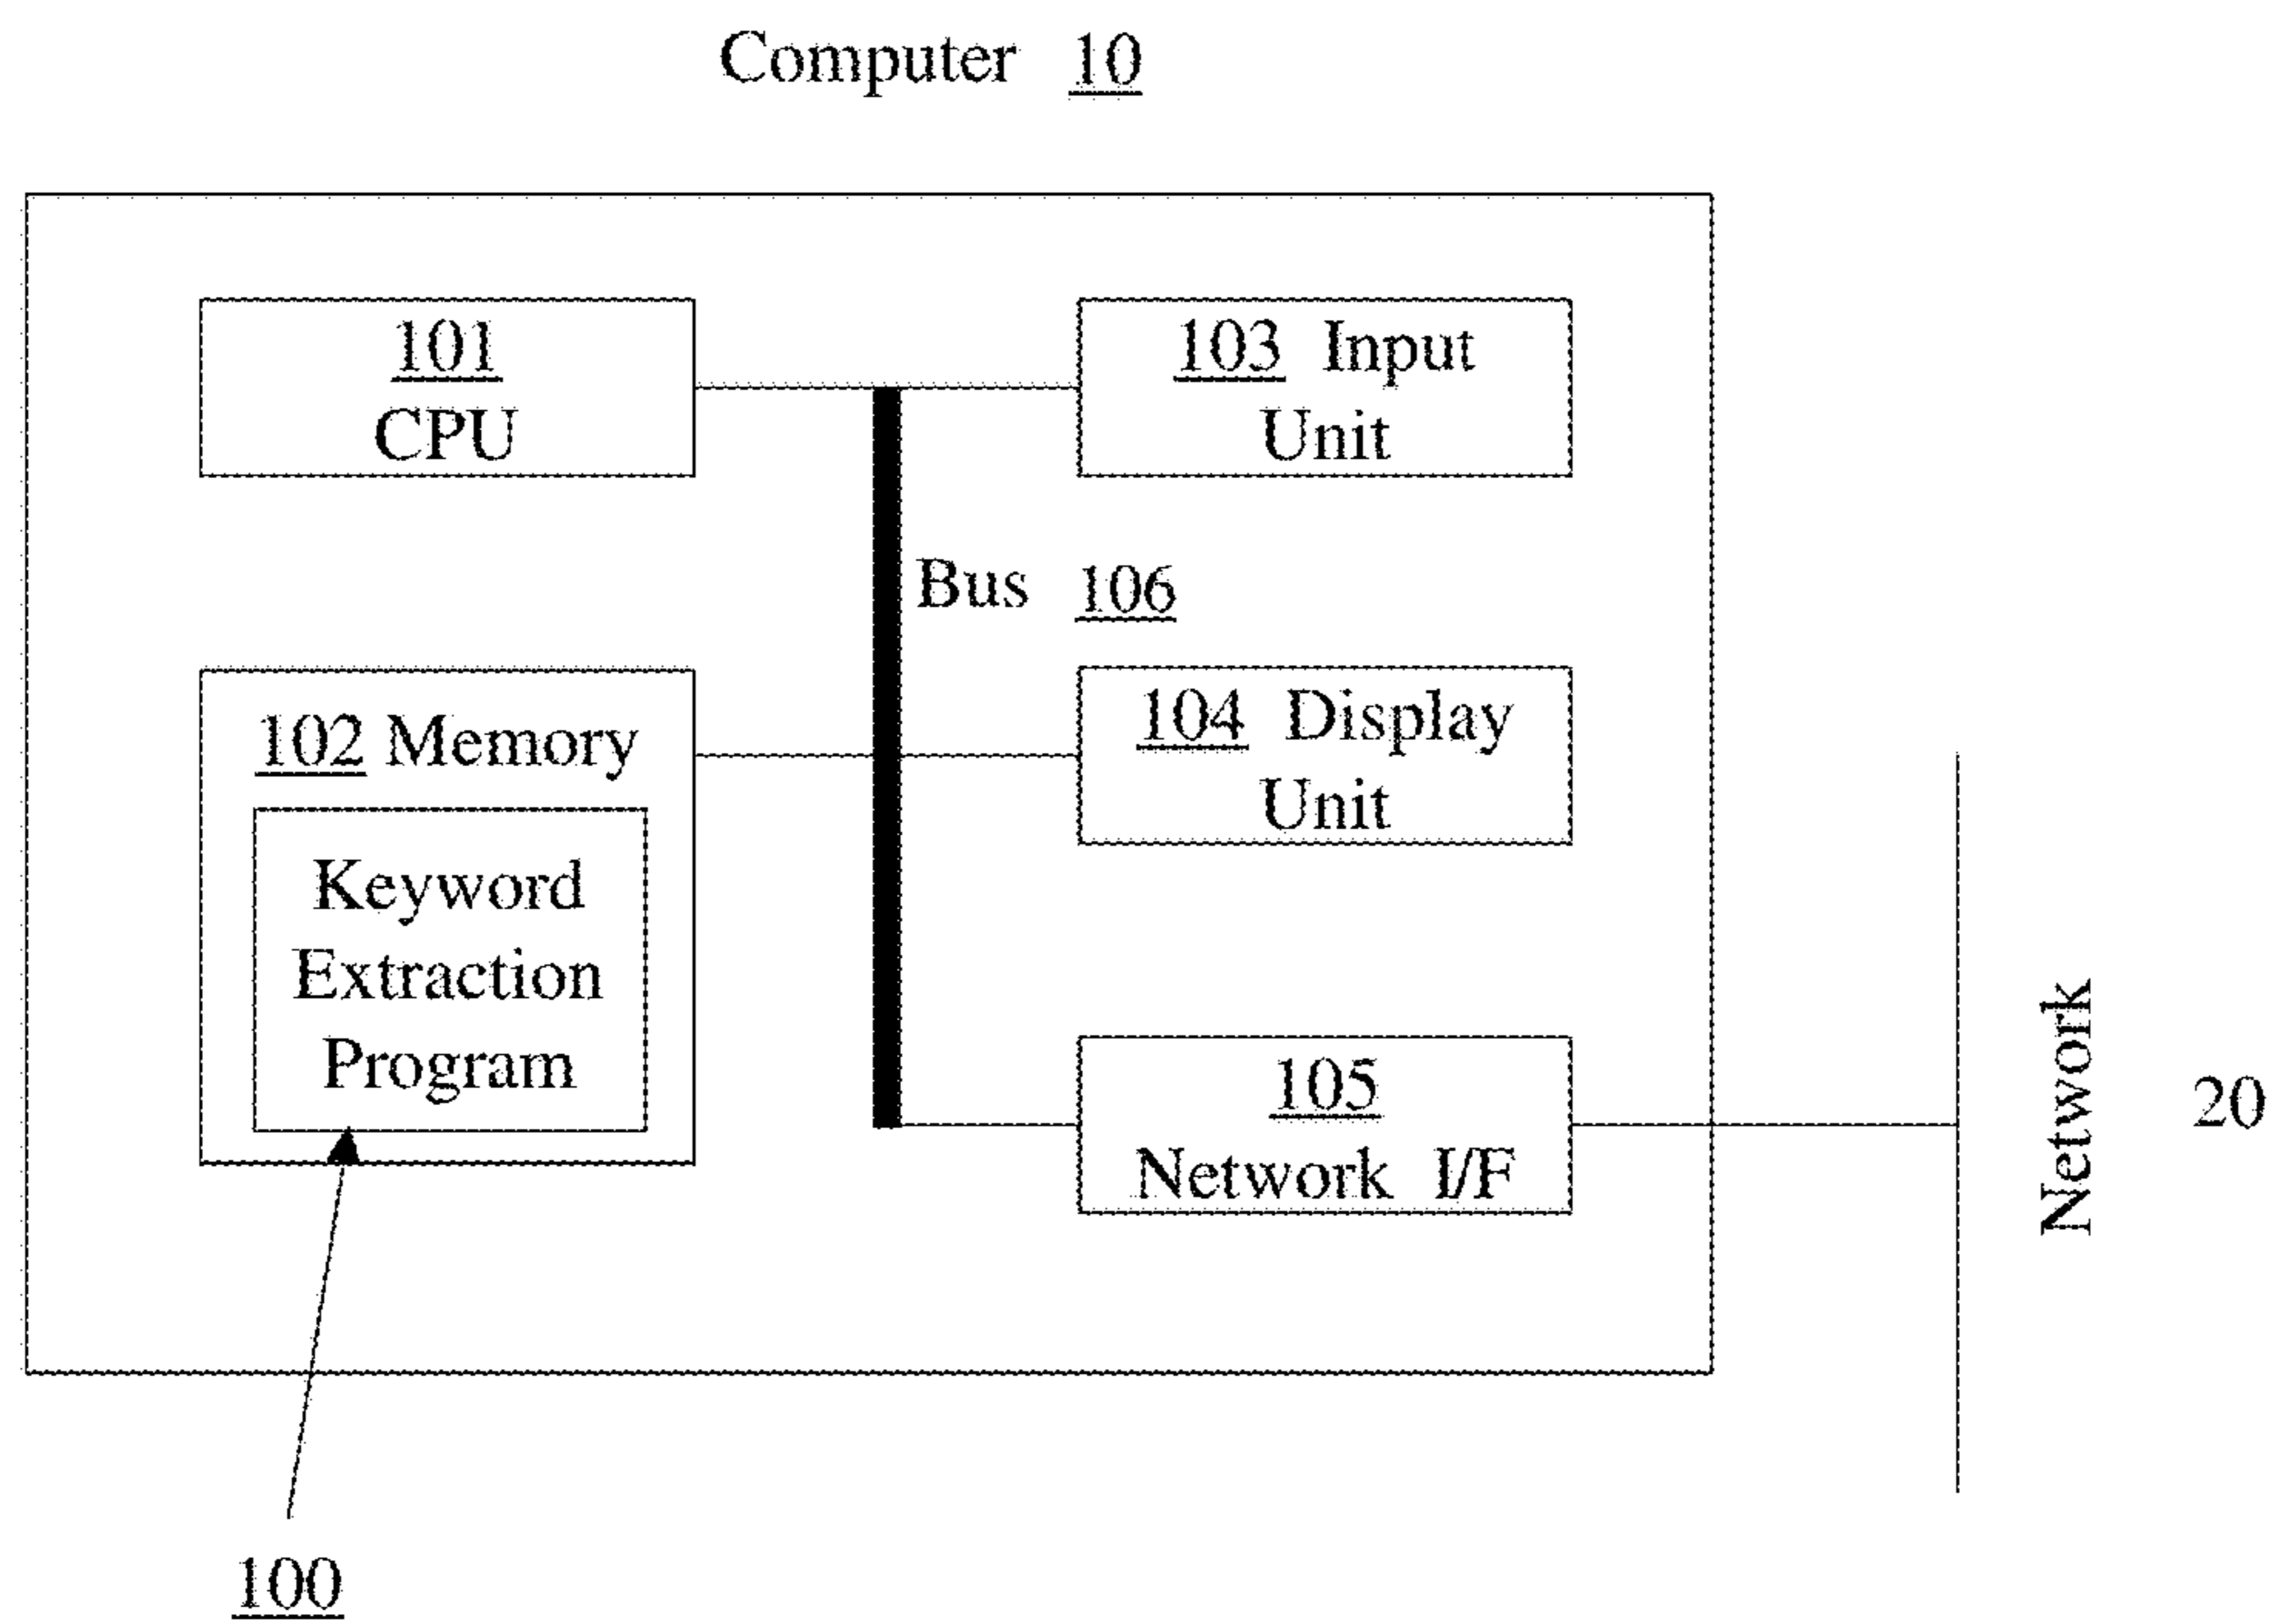 Computer 10
101
CPU
103 Input
Unit
Bus 106
102 Memory
Keyword
Extraction
Program
104 Display
Unit
105
Network I/F
Network
20
100